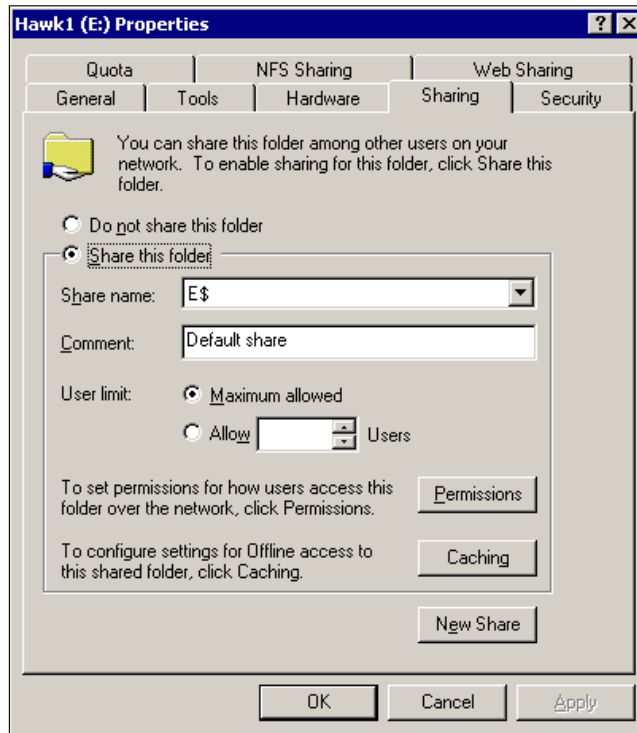 Hawk1 (E:) Properties
Quota NFS Sharing Web Sharing
General Tools Hardware Sharing Security
You can share this folder among other users on your
network. To enable sharing for this folder, click Share this
folder.
Do not share this folder
Share this folder
Share name: E$
Comment: Default share
User limit: Maximum allowed
Allow Users
To set permissions for how users access this
folder over the network, click Permissions.
Permissions
To configure settings for Offline access to
this shared folder, click Caching.
Caching
New Share
OK Cancel Apply